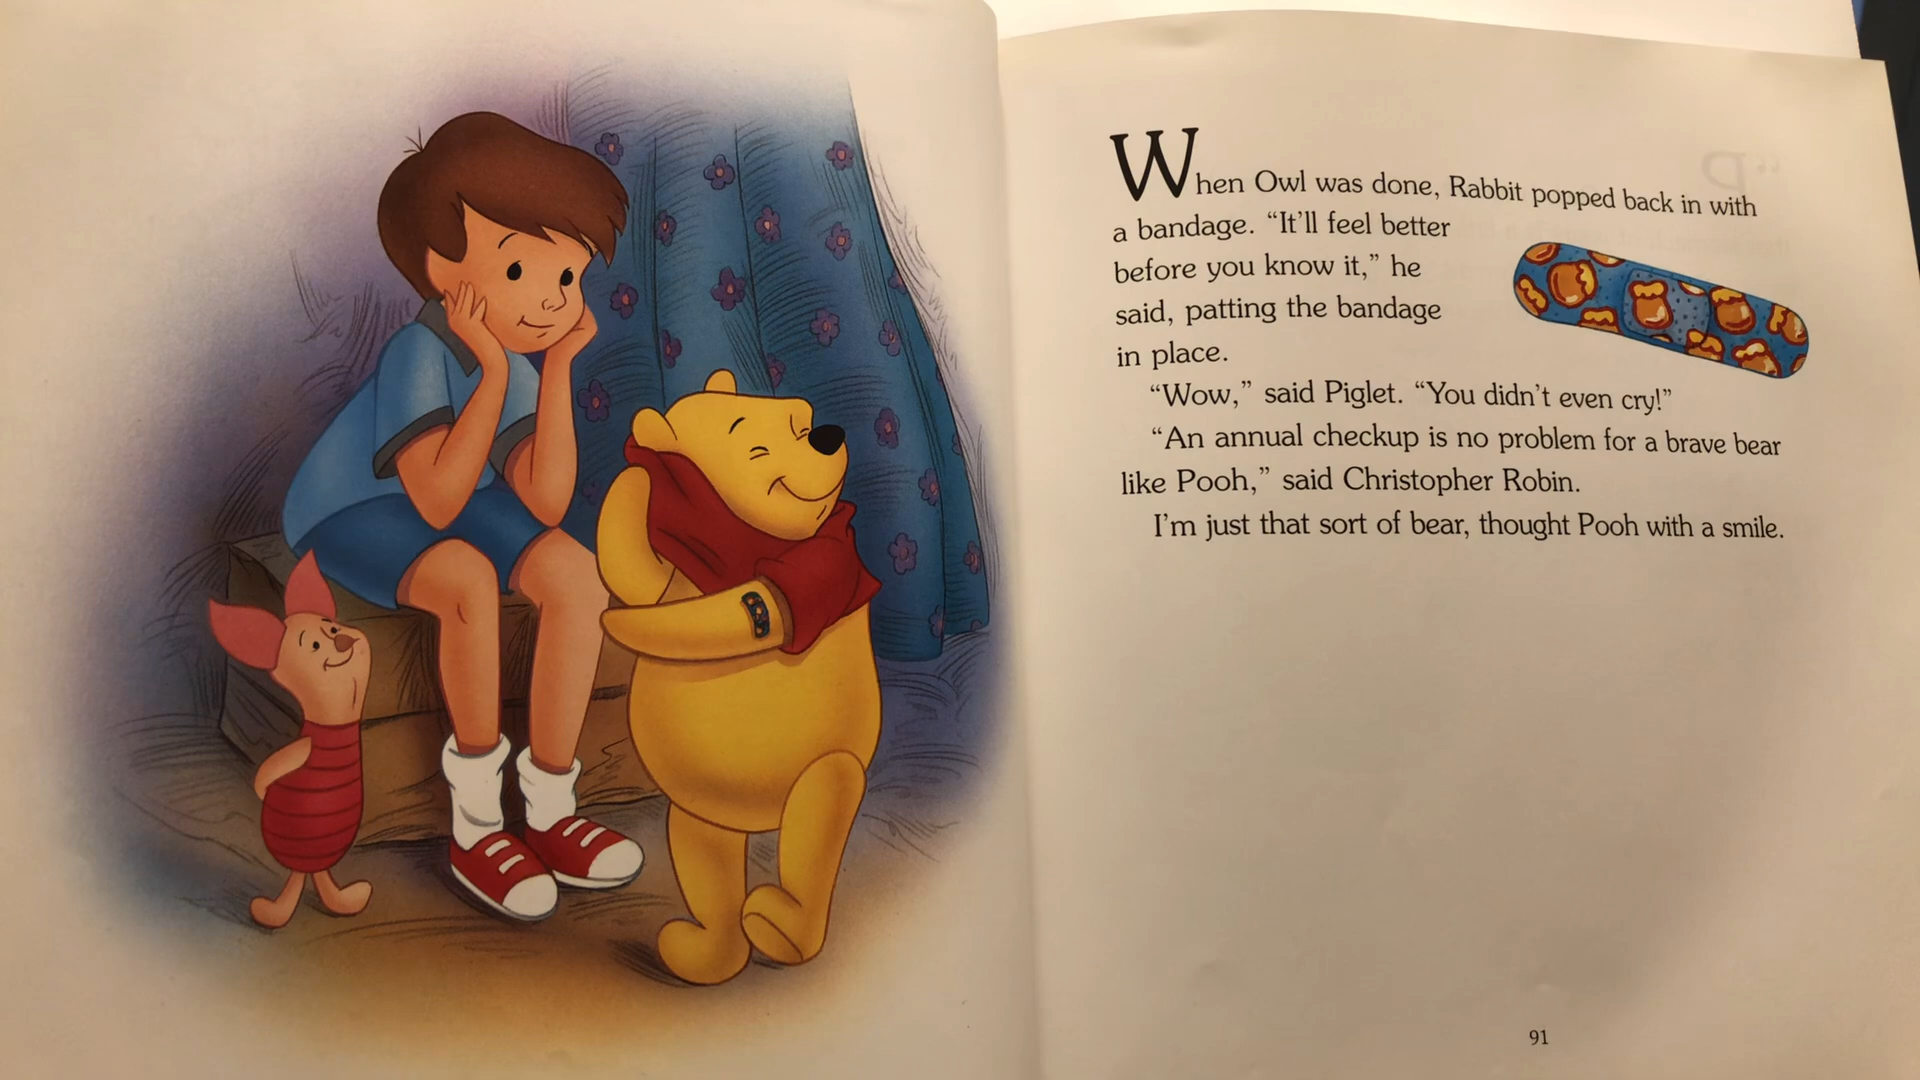 When Owl was done, Rabbit popped back in with
a bandage. “It’ll feel better
before you know it,” he
said, patting the bandage
in place.
“Wow,” said Piglet. “You didn’t even cry!”
“An annual checkup is no problem for a brave bear
like Pooh,” said Christopher Robin.
I’m just that sort of bear, thought Pooh with a smile.
91